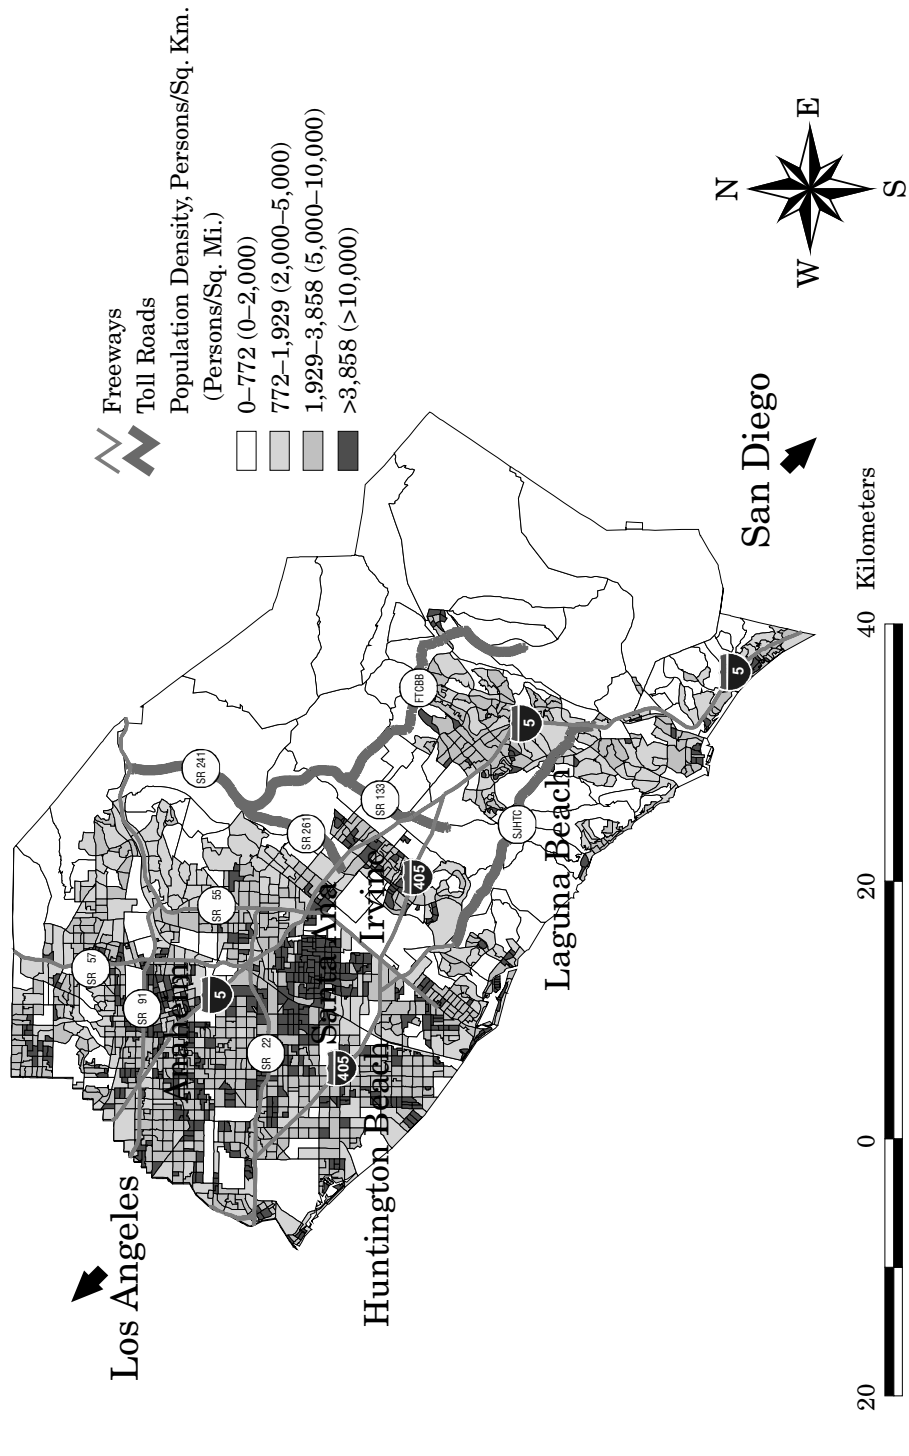 Freeways
Toll Roads
Population Density, Persons/Sq. Km.
(Persons/Sq. Mi.)
0–772 (0–2,000)
772–1,929 (2,000–5,000)
1,929–3,858 (5,000–10,000)
>3,858 (>10,000)
Los Angeles
SR 57
SR 91
Anaheim
5
SR 55
SR 241
SR 22
SR 261
Santa Ana
405
SR 133
Irvine
405
FTCBB
Huntington Beach
SJHTC
5
Laguna Beach
5
San Diego
N
W
E
S
20
0
20
40
Kilometers